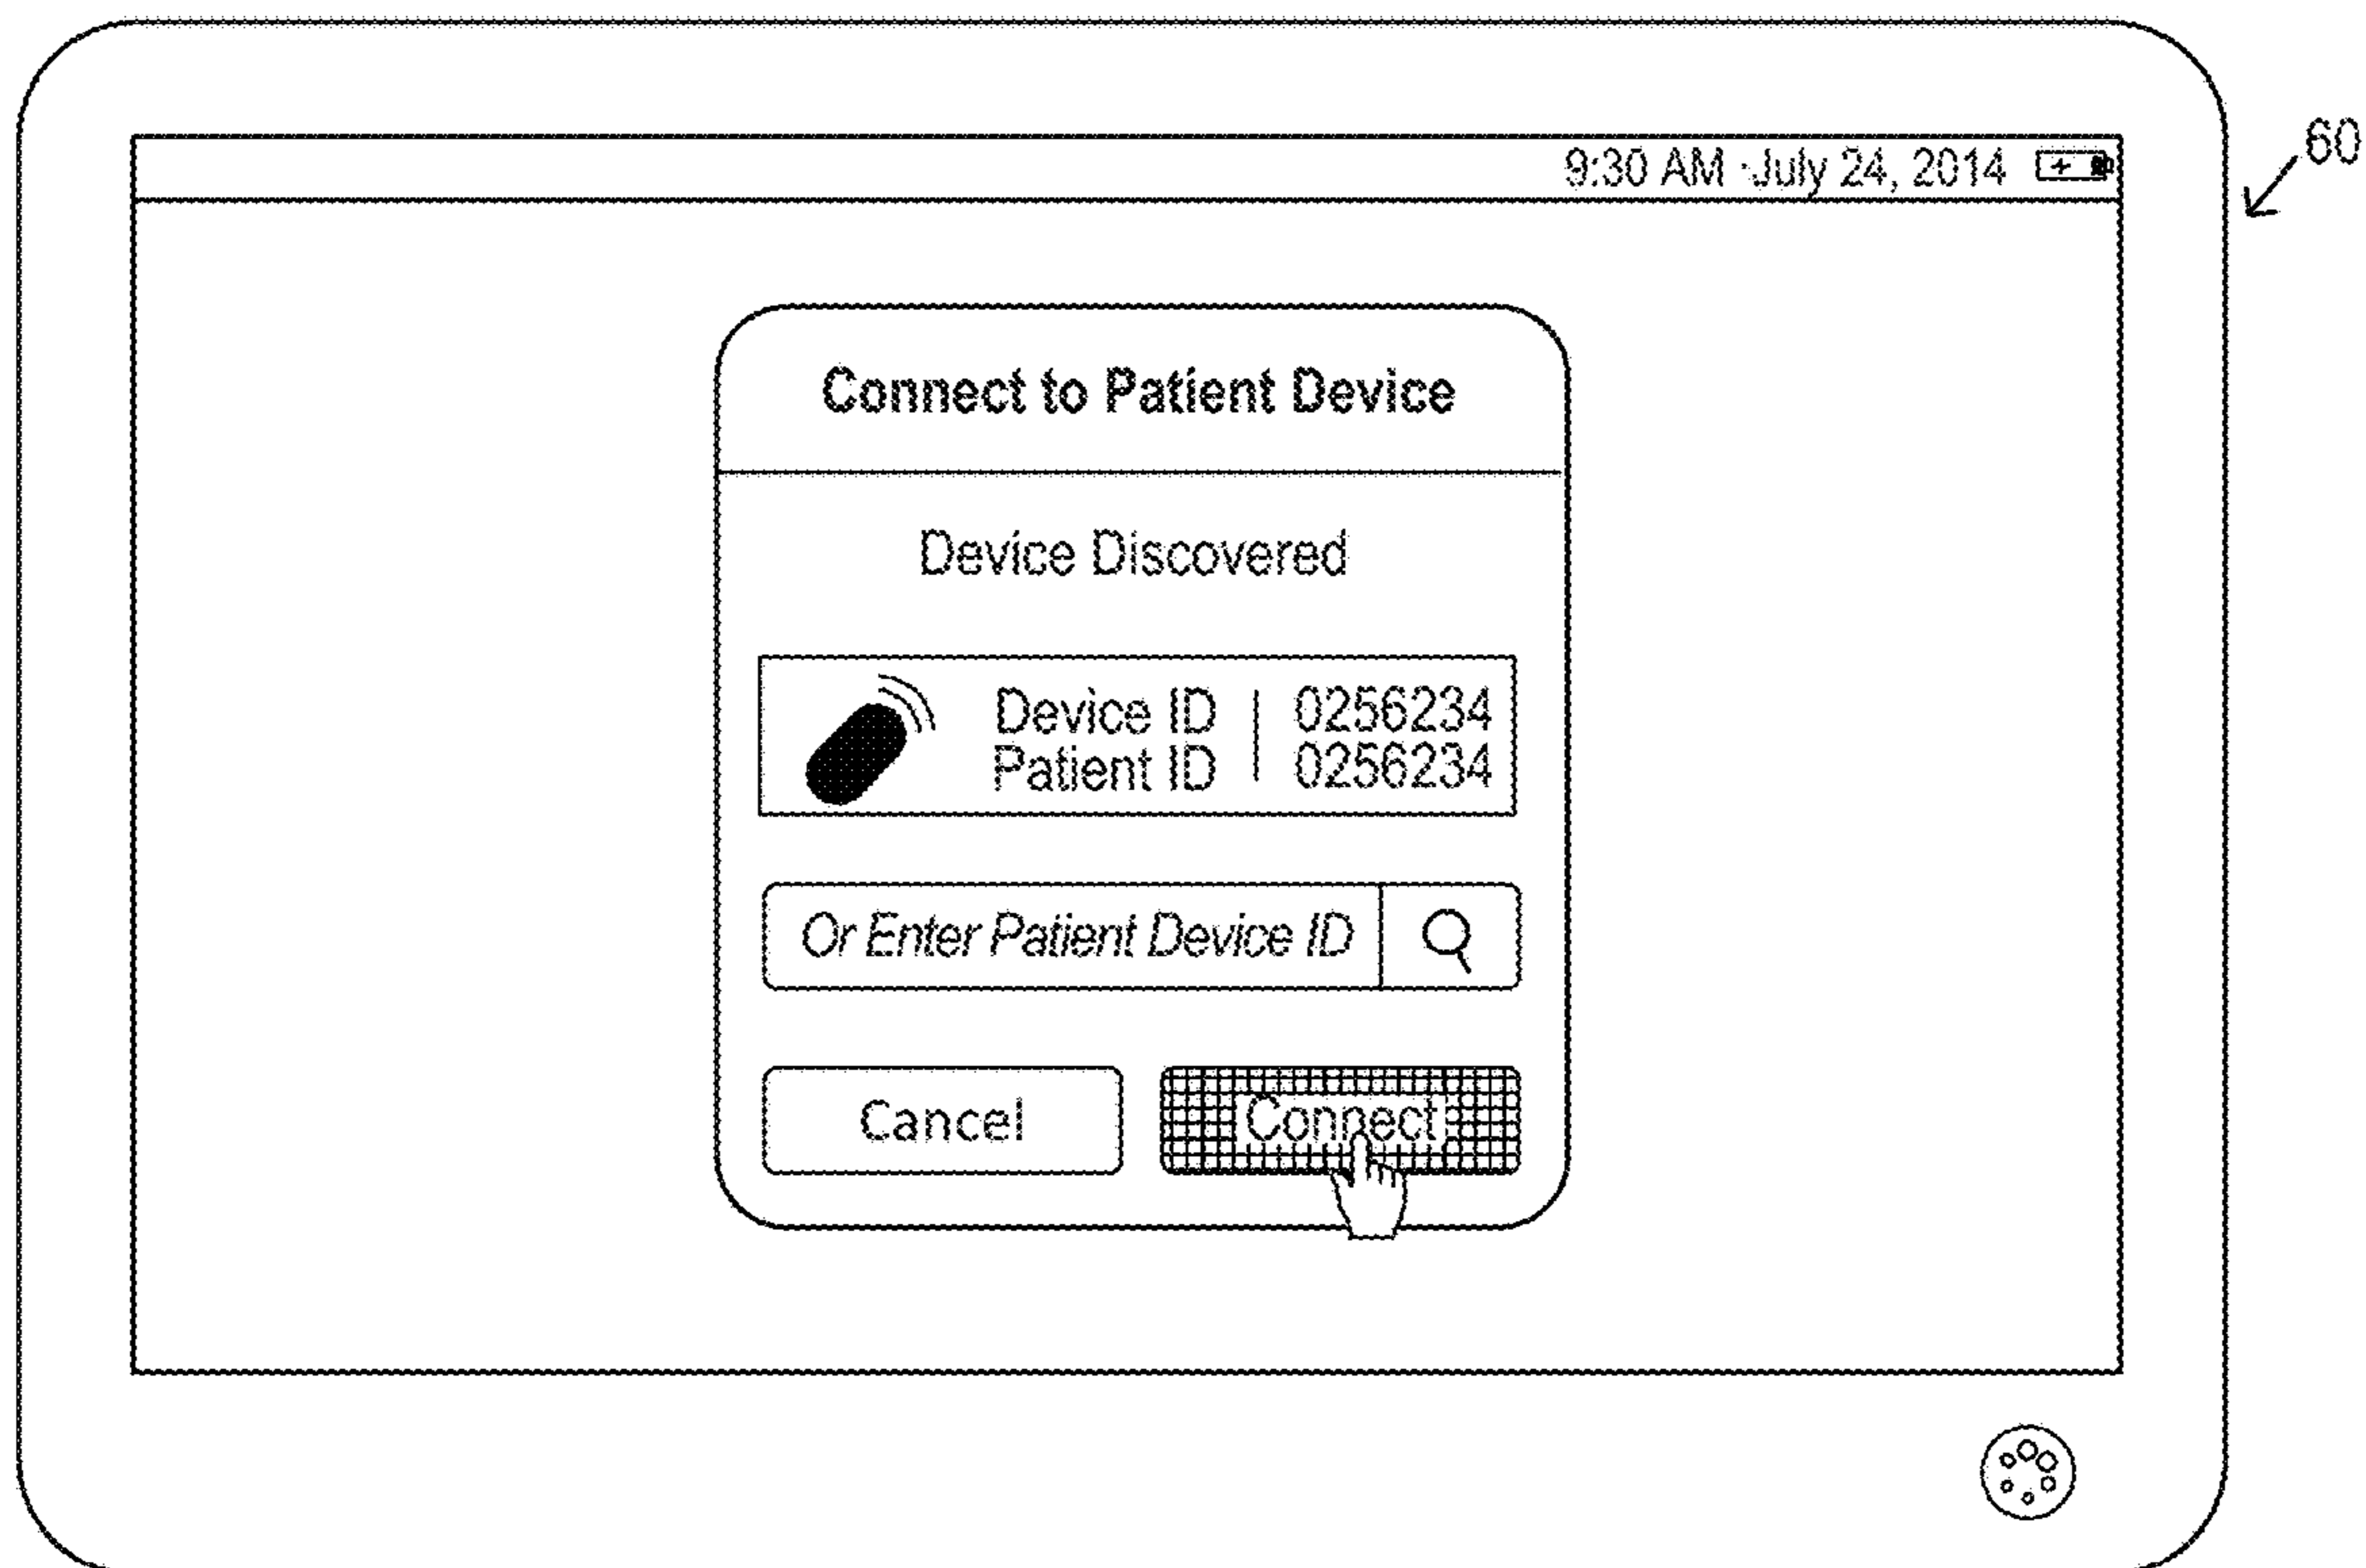 9:30 AM · July 24, 2014
60
Connect to Patient Device
Device Discovered
Device ID | 0256234
Patient ID | 0256234
Or Enter Patient Device ID
Cancel
Connect